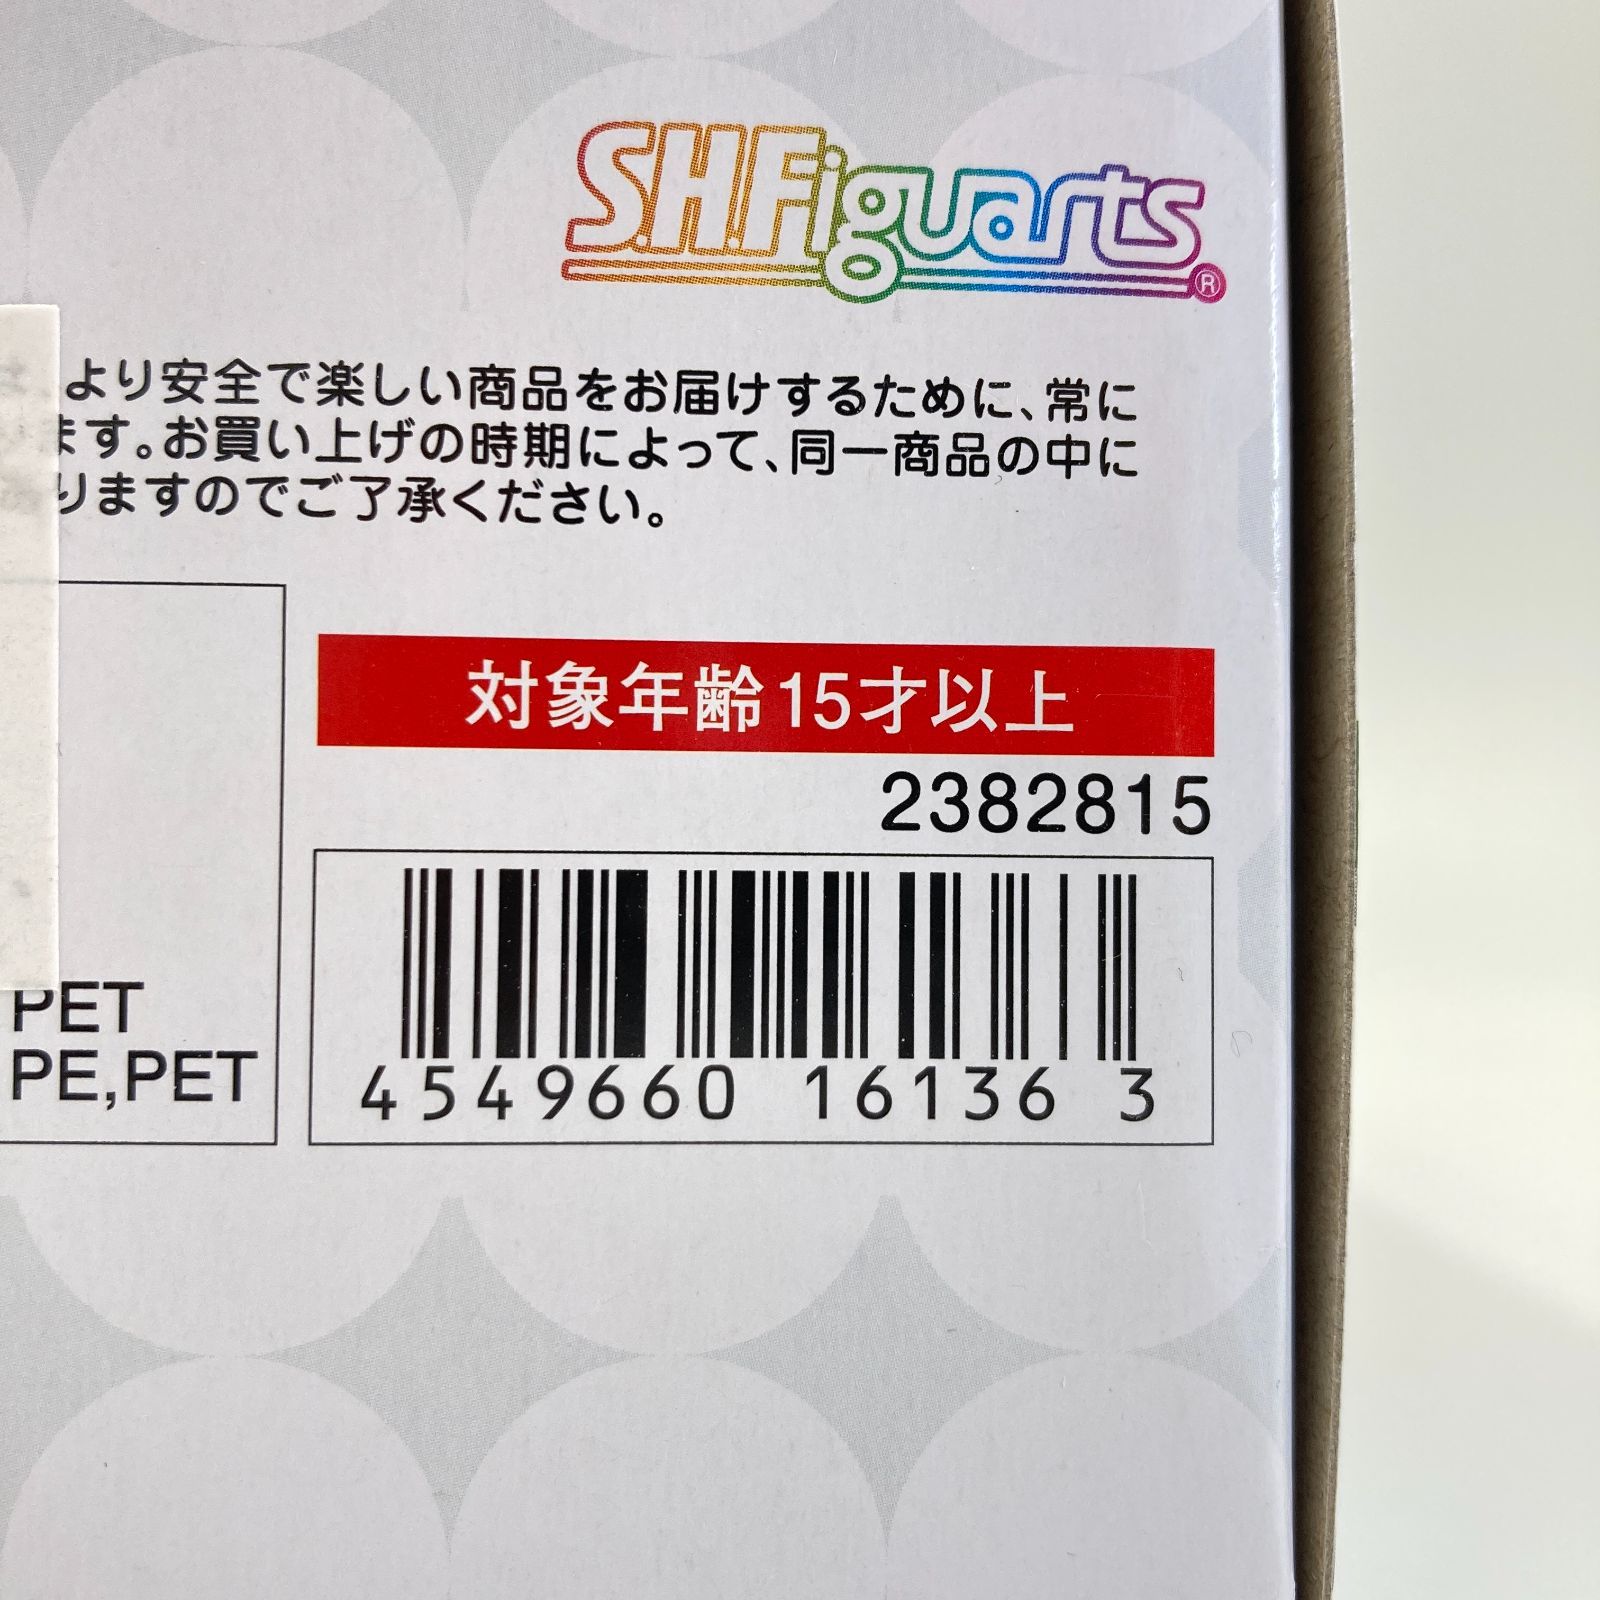 S.H.Figuarts®
より安全で楽しい商品をお届けするために、常に
ます。お買い上げの時期によって、同一商品の中に
りますのでご了承ください。
対象年齢15才以上
2382815
PET
PE,PET
4549660 16136 3